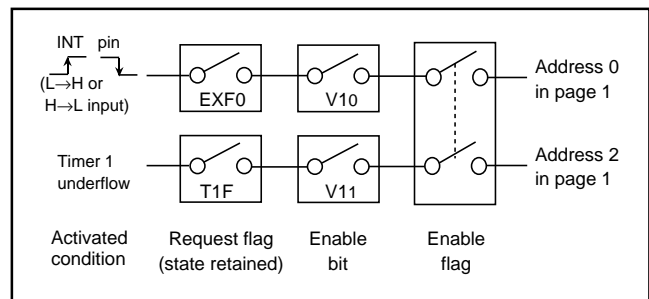 INT pin
(L→H or
H→L input)
EXF0
V10
Address 0
in page 1
Timer 1
underflow
T1F
V11
Address 2
in page 1
Activated
condition
Request flag
(state retained)
Enable
bit
Enable
flag